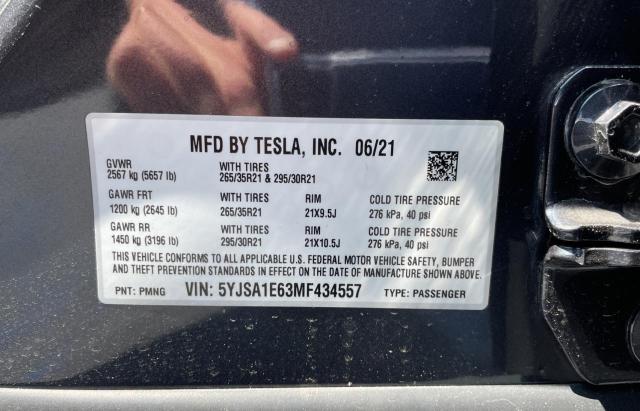 MFD BY TESLA, INC. 06/21
GVWR
2567 kg (5657 lb)
WITH TIRES
265/35R21 & 295/30R21
GAWR FRT
1200 kg (2645 lb)
WITH TIRES
265/35R21
RIM
21X9.5J
COLD TIRE PRESSURE
276 kPa, 40 psi
GAWR RR
1450 kg (3196 lb)
WITH TIRES
295/30R21
RIM
21X10.5J
COLD TIRE PRESSURE
276 kPa, 40 psi
THIS VEHICLE CONFORMS TO ALL APPLICABLE U.S. FEDERAL MOTOR VEHICLE SAFETY, BUMPER
AND THEFT PREVENTION STANDARDS IN EFFECT ON THE DATE OF MANUFACTURE SHOWN ABOVE.
PNT: PMNG VIN: 5YJSA1E63MF434557 TYPE: PASSENGER